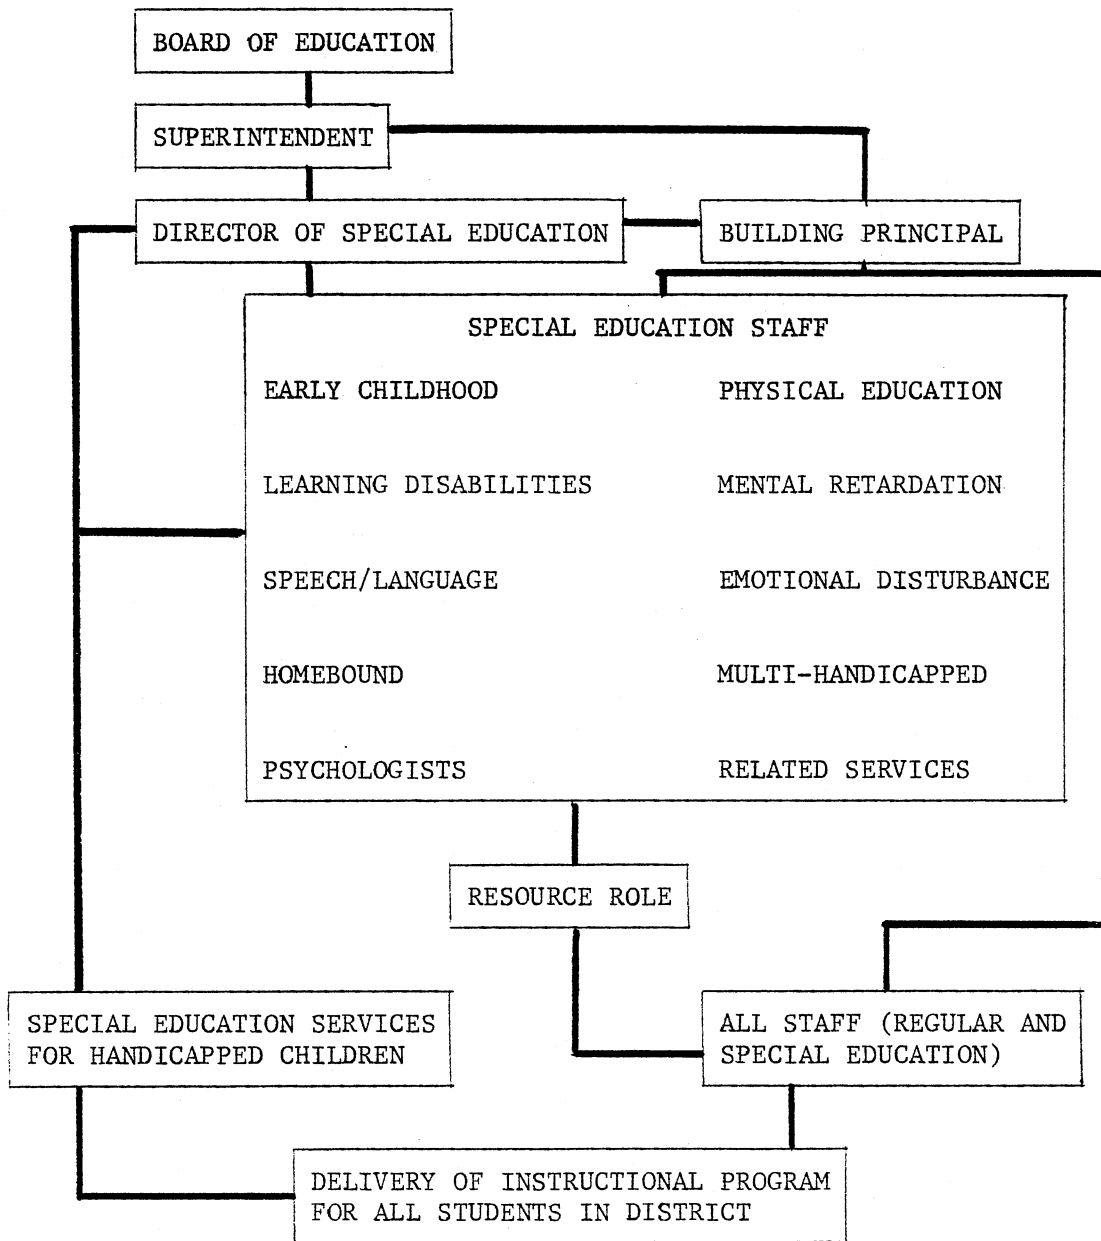 BOARD OF EDUCATION
SUPERINTENDENT
DIRECTOR OF SPECIAL EDUCATION
BUILDING PRINCIPAL
SPECIAL EDUCATION STAFF
EARLY CHILDHOOD
PHYSICAL EDUCATION
LEARNING DISABILITIES
MENTAL RETARDATION
SPEECH/LANGUAGE
EMOTIONAL DISTURBANCE
HOMEBOUND
MULTI-HANDICAPPED
PSYCHOLOGISTS
RELATED SERVICES
RESOURCE ROLE
SPECIAL EDUCATION SERVICES
FOR HANDICAPPED CHILDREN
ALL STAFF (REGULAR AND
SPECIAL EDUCATION)
DELIVERY OF INSTRUCTIONAL PROGRAM
FOR ALL STUDENTS IN DISTRICT